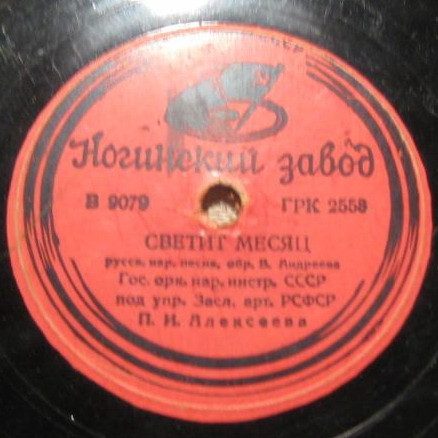 Ногинский завод
В 9079 ГРК 2558
СВЕТИТ МЕСЯЦ
русск. нар. песня, обр. В. Андреева
Гос. орк. нар. инстр. СССР
под упр. Засл. арт. РСФСР
П. И. Алексеева